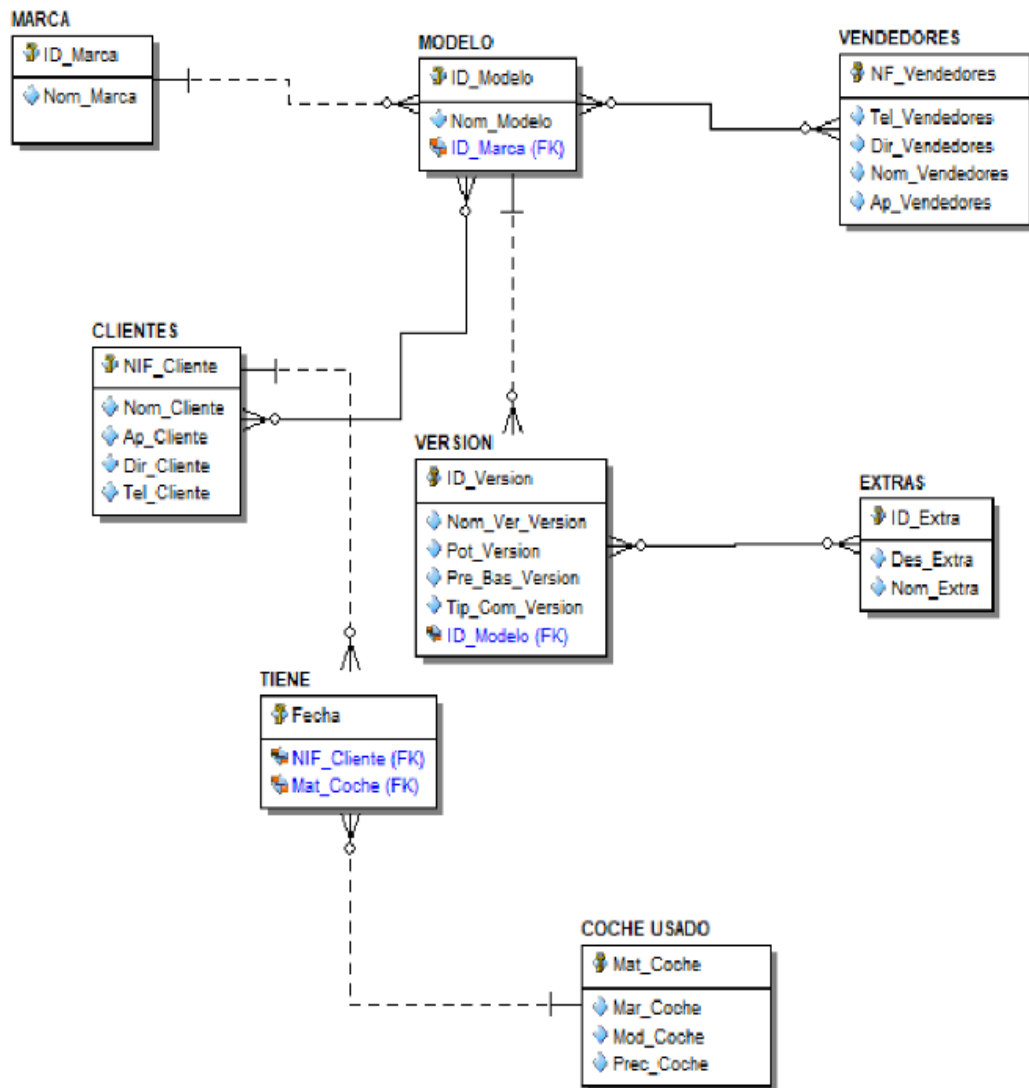 MARCA
ID_Marca
Nom_Marca
MODELO
ID_Modelo
Nom_Modelo
ID_Marca (FK)
VENDEDORES
NF_Vendedores
Tel_Vendedores
Dir_Vendedores
Nom_Vendedores
Ap_Vendedores
CLIENTES
NIF_Cliente
Nom_Cliente
Ap_Cliente
Dir_Cliente
Tel_Cliente
VERSION
ID_Version
Nom_Ver_Version
Pot_Version
Pre_Bas_Version
Tip_Com_Version
ID_Modelo (FK)
EXTRAS
ID_Extra
Des_Extra
Nom_Extra
TIENE
Fecha
NIF_Cliente (FK)
Mat_Coche (FK)
COCHE USADO
Mat_Coche
Mar_Coche
Mod_Coche
Prec_Coche